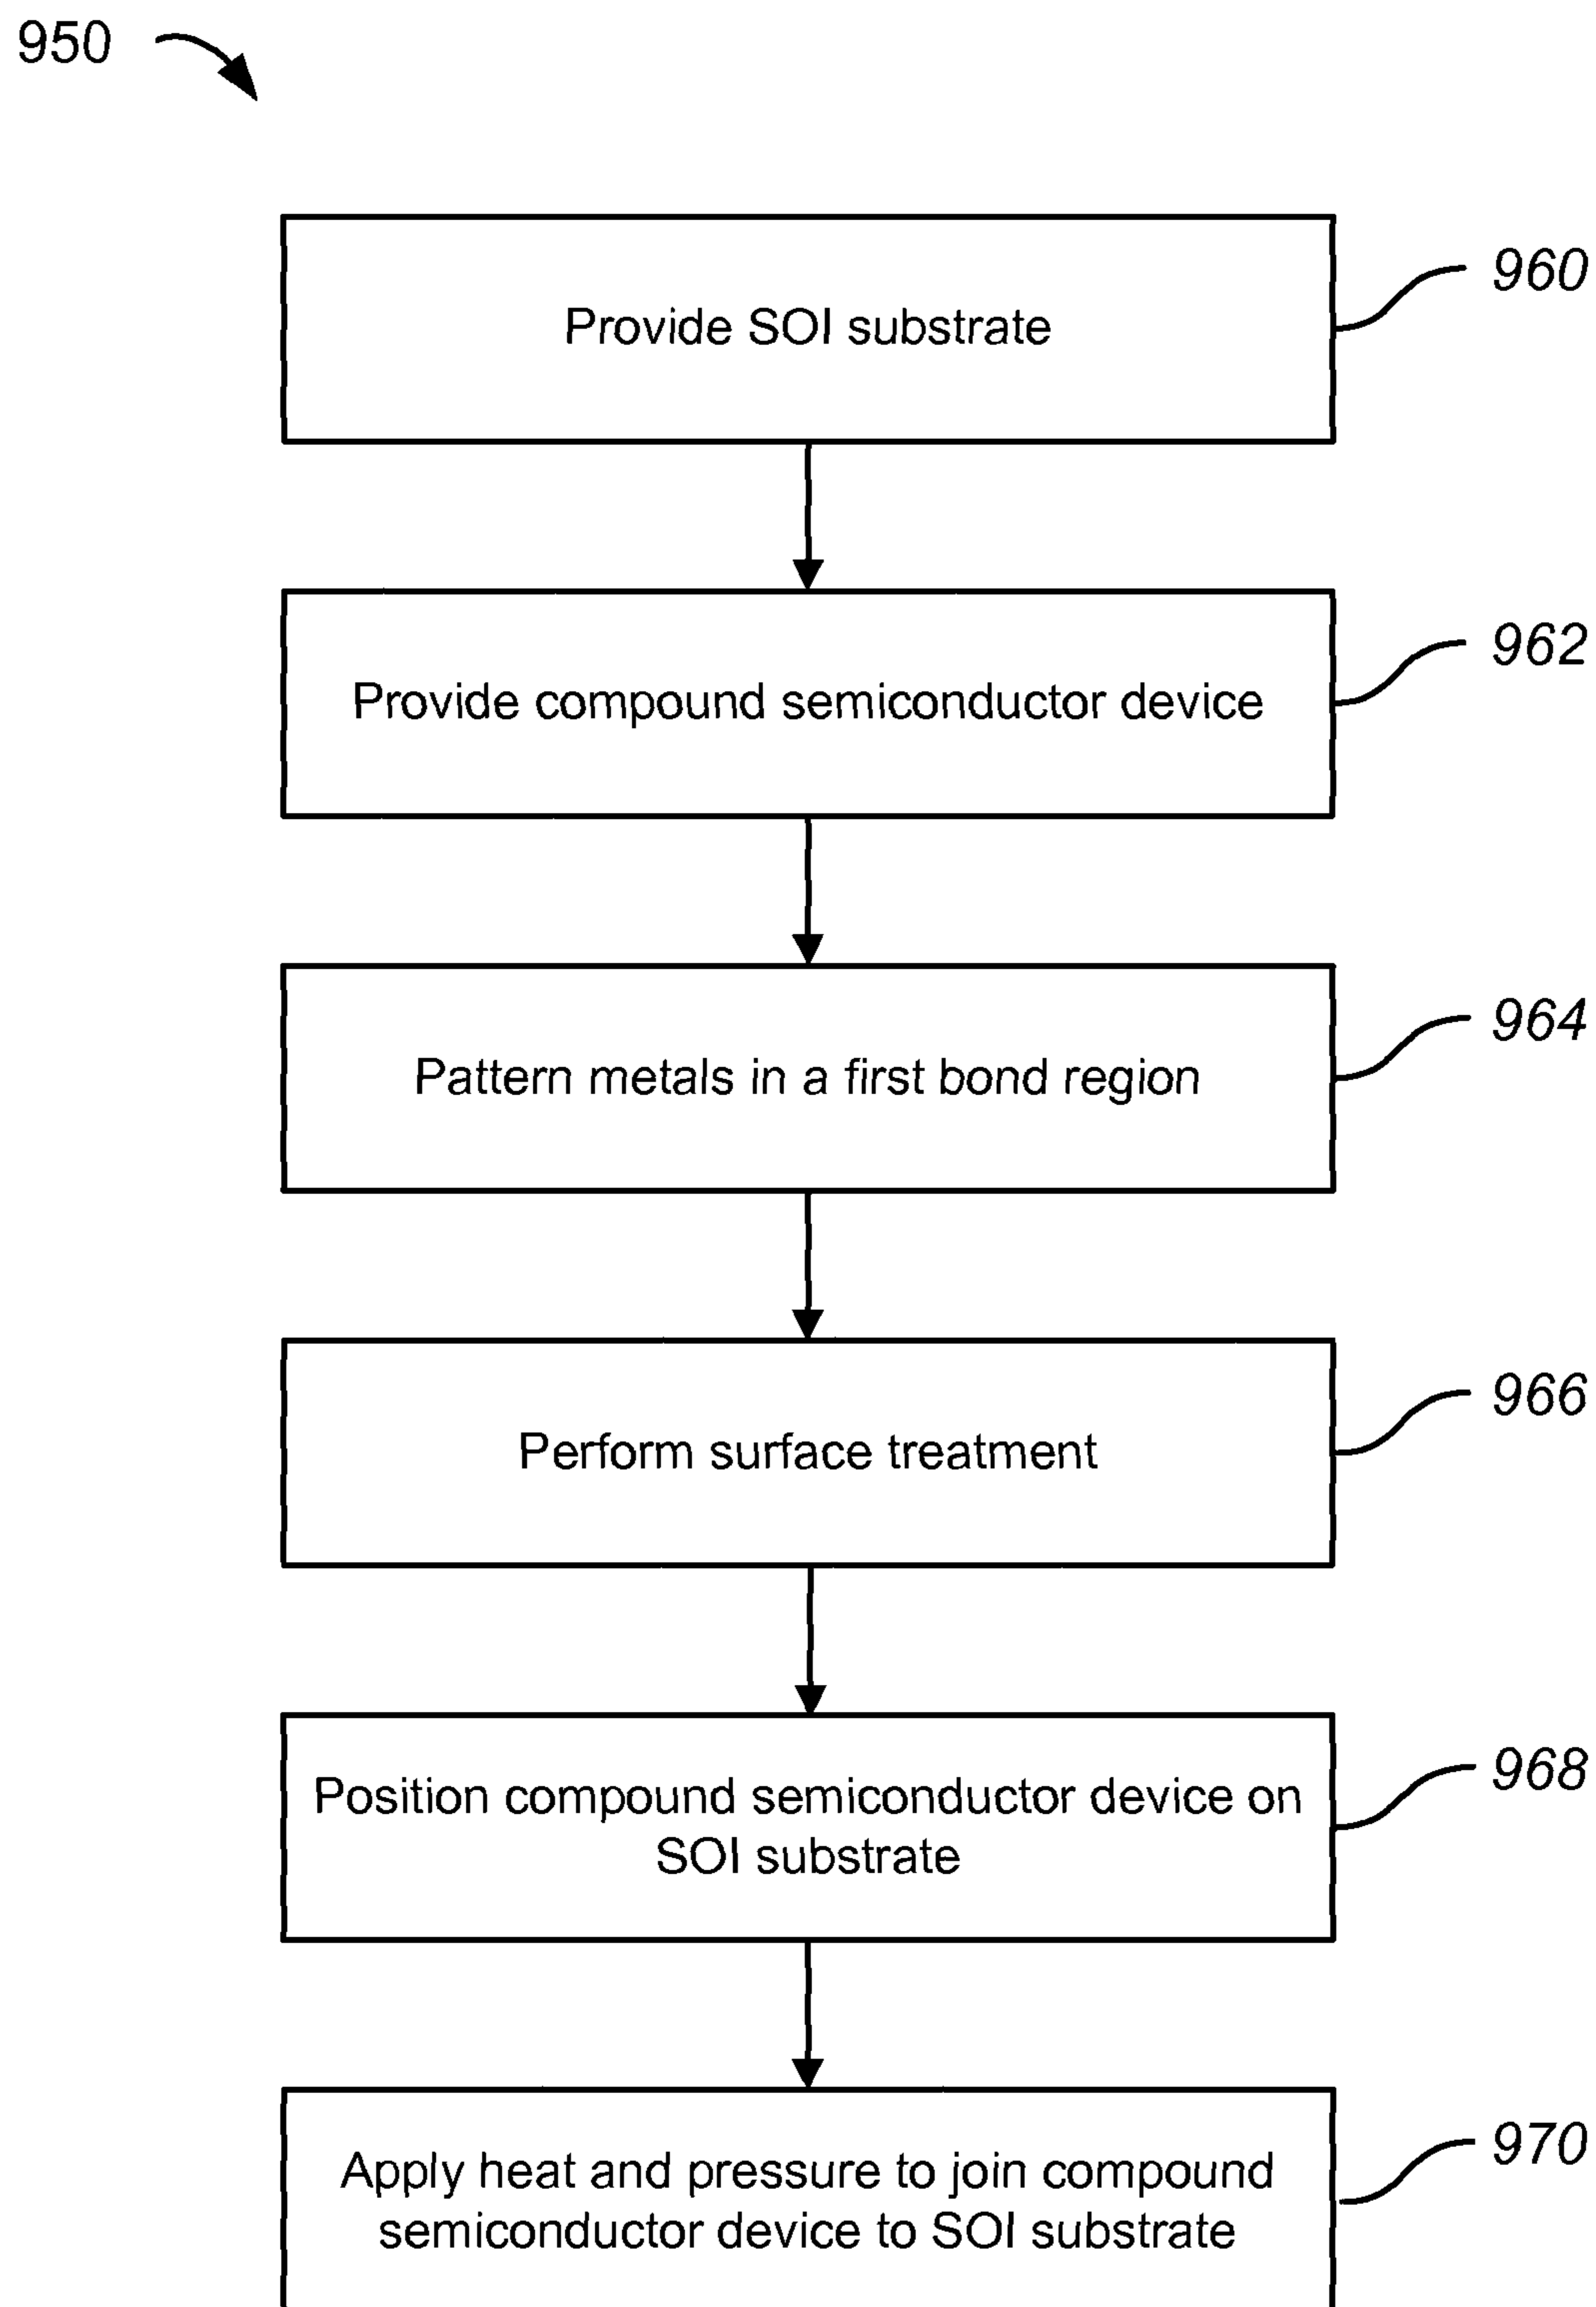 950
Provide SOI substrate
960
Provide compound semiconductor device
962
Pattern metals in a first bond region
964
Perform surface treatment
966
Position compound semiconductor device on
SOI substrate
968
Apply heat and pressure to join compound
semiconductor device to SOI substrate
970